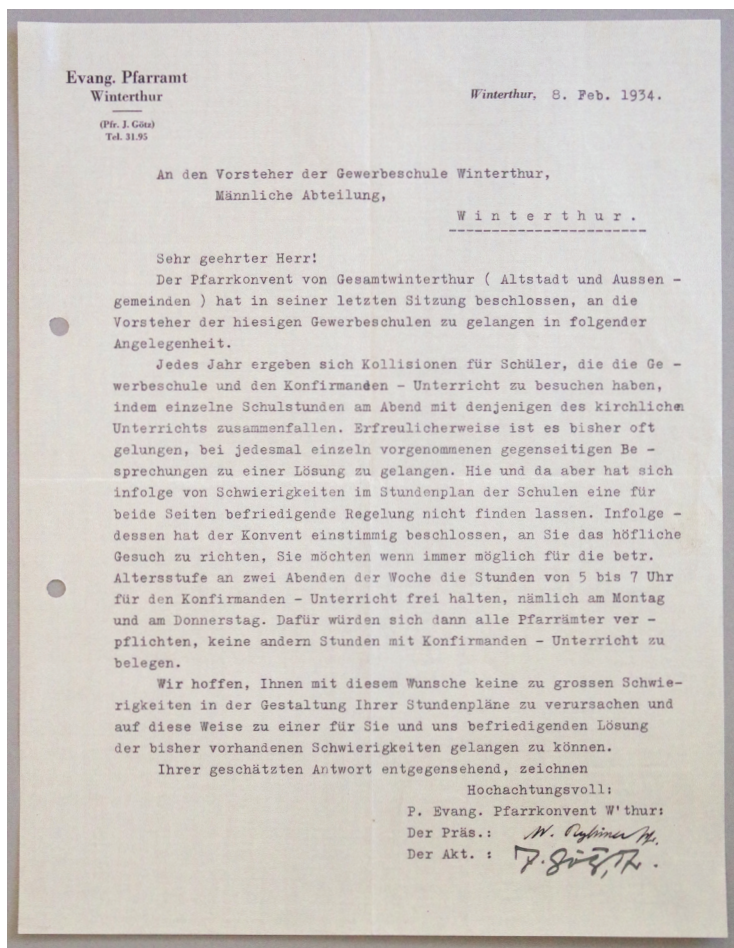 Evang. Pfarramt
Winterthur
(Pfr. J. Götz)
Tel. 31.95
Winterthur, 8. Feb. 1934.
An den Vorsteher der Gewerbeschule Winterthur,
Männliche Abteilung,
W i n t e r t h u r .
Sehr geehrter Herr!
Der Pfarrkonvent von Gesamtwinterthur ( Altstadt und Aussen -
gemeinden ) hat in seiner letzten Sitzung beschlossen, an die
Vorsteher der hiesigen Gewerbeschulen zu gelangen in folgender
Angelegenheit.
Jedes Jahr ergeben sich Kollisionen für Schüler, die die Ge -
werbeschule und den Konfirmanden - Unterricht zu besuchen haben,
indem einzelne Schulstunden am Abend mit denjenigen des kirchlichen
Unterrichts zusammenfallen. Erfreulicherweise ist es bisher oft
gelungen, bei jedesmal einzeln vorgenommenen gegenseitigen Be -
sprechungen zu einer Lösung zu gelangen. Hie und da aber hat sich
infolge von Schwierigkeiten im Stundenplan der Schulen eine für
beide Seiten befriedigende Regelung nicht finden lassen. Infolge -
dessen hat der Konvent einstimmig beschlossen, an Sie das höfliche
Gesuch zu richten, Sie möchten wenn immer möglich für die betr.
Altersstufe an zwei Abenden der Woche die Stunden von 5 bis 7 Uhr
für den Konfirmanden - Unterricht frei halten, nämlich am Montag
und am Donnerstag. Dafür würden sich dann alle Pfarrämter ver -
pflichten, keine andern Stunden mit Konfirmanden - Unterricht zu
belegen.
Wir hoffen, Ihnen mit diesem Wunsche keine zu grossen Schwie-
rigkeiten in der Gestaltung Ihrer Stundenpläne zu verursachen und
auf diese Weise zu einer für Sie und uns befriedigenden Lösung
der bisher vorhandenen Schwierigkeiten gelangen zu können.
Ihrer geschätzten Antwort entgegensehend, zeichnen
Hochachtungsvoll:
P. Evang. Pfarrkonvent W'thur:
Der Präs.: W.
Der Akt. : J. Götz, Pfr.